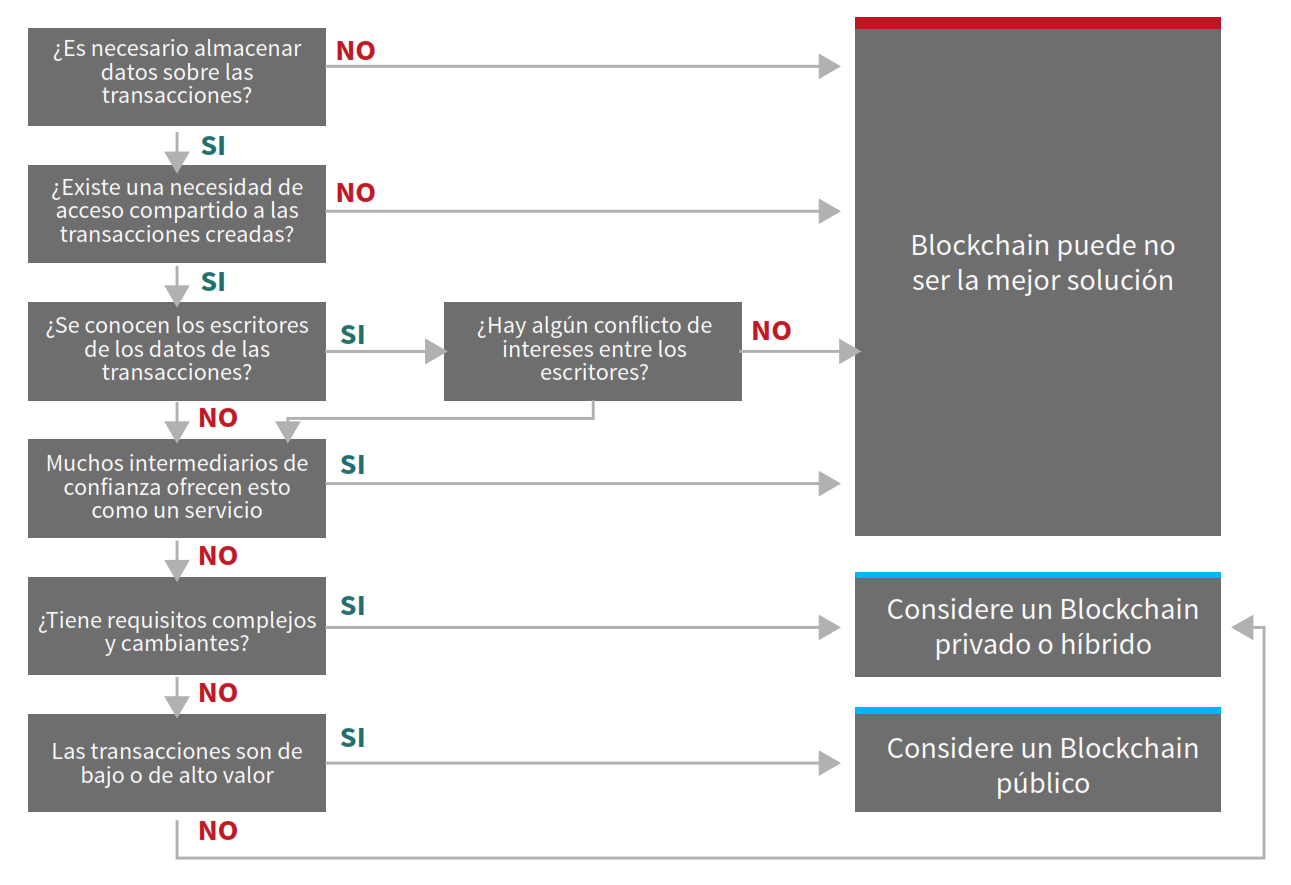 ¿Es necesario almacenar
datos sobre las
transacciones?
NO
SI
¿Existe una necesidad de
acceso compartido a las
transacciones creadas?
NO
SI
¿Se conocen los escritores
de los datos de las
transacciones?
SI
¿Hay algún conflicto de
intereses entre los
escritores?
NO
Blockchain puede no
ser la mejor solución
NO
Muchos intermediarios de
confianza ofrecen esto
como un servicio
SI
NO
¿Tiene requisitos complejos
y cambiantes?
SI
Considere un Blockchain
privado o híbrido
NO
Las transacciones son de
bajo o de alto valor
SI
Considere un Blockchain
público
NO